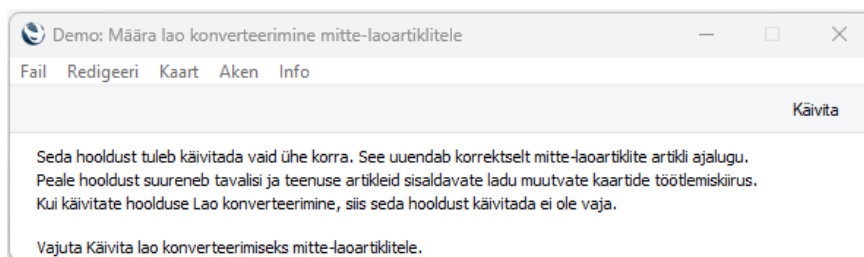 Demo: Määra lao konverteerimine mitte-laoartiklitele
Fail Redigeeri Kaart Aken Info
Käivita
Seda hooldust tuleb käivitada vaid ühe korra. See uuendab korrektselt mitte-laoartiklite artikli ajalugu.
Peale hooldust suureneb tavalisi ja teenuse artikleid sisaldavate ladu muutvate kaartide töötlemiskiirus.
Kui käivitate hoolduse Lao konverteerimine, siis seda hooldust käivitada ei ole vaja.
Vajuta Käivita lao konverteerimiseks mitte-laoartiklitele.